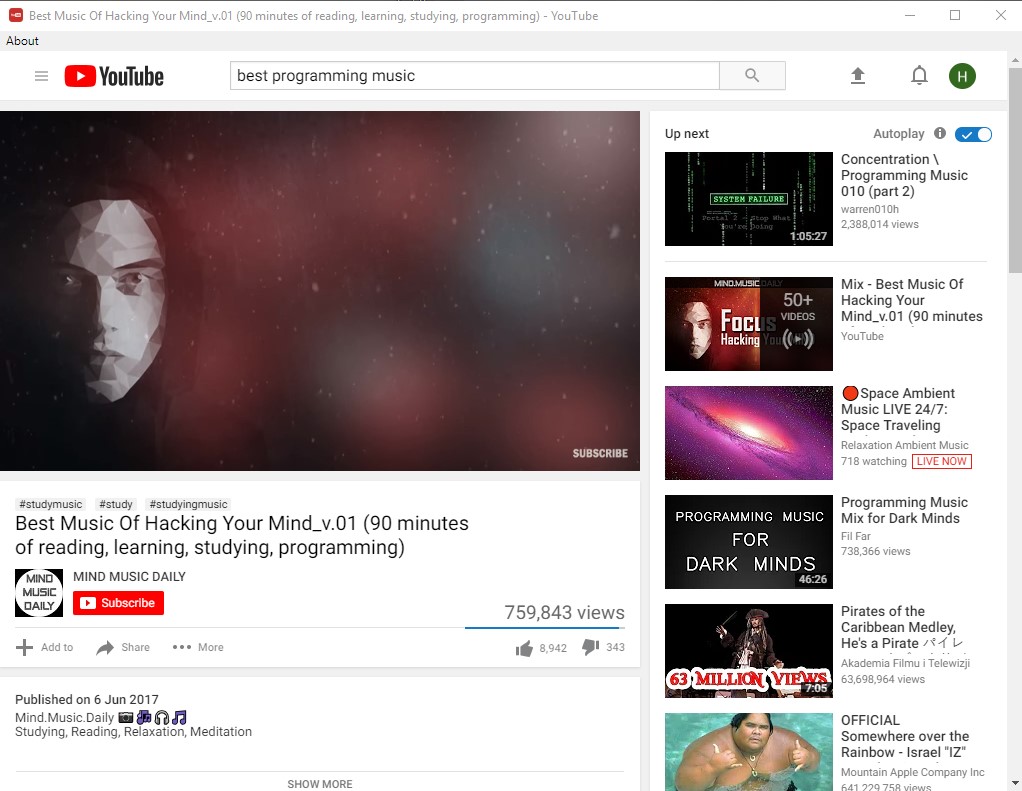 Best Music Of Hacking Your Mind_v.01 (90 minutes of reading, learning, studying, programming) - YouTube
About
YouTube
best programming music
H
SUBSCRIBE
#studymusic #study #studyingmusic
Best Music Of Hacking Your Mind_v.01 (90 minutes
of reading, learning, studying, programming)
MIND
MUSIC
DAILY
MIND MUSIC DAILY
Subscribe
759,843 views
Add to Share More
8,942 343
Published on 6 Jun 2017
Mind.Music.Daily 📷🎶🎧🎵
Studying, Reading, Relaxation, Meditation
SHOW MORE
Up next
Autoplay
SYSTEM FAILURE
Portal 2 - Stop What
You're Doing
1:05:27
Concentration \
Programming Music
010 (part 2)
warren010h
2,388,014 views
MIND.MUSIC.DAILY
Focus
Hacking You
50+
VIDEOS
Mix - Best Music Of
Hacking Your
Mind_v.01 (90 minutes
YouTube
🔴Space Ambient
Music LIVE 24/7:
Space Traveling
Relaxation Ambient Music
718 watching LIVE NOW
PROGRAMMING MUSIC
FOR
DARK MINDS
46:26
Programming Music
Mix for Dark Minds
Fil Far
738,366 views
63 MILLION VIEWS
7:05
Pirates of the
Caribbean Medley,
He's a Pirate パイレ
Akademia Filmu i Telewizji
63,698,964 views
OFFICIAL
Somewhere over the
Rainbow - Israel "IZ"
Mountain Apple Company Inc
641,229,758 views